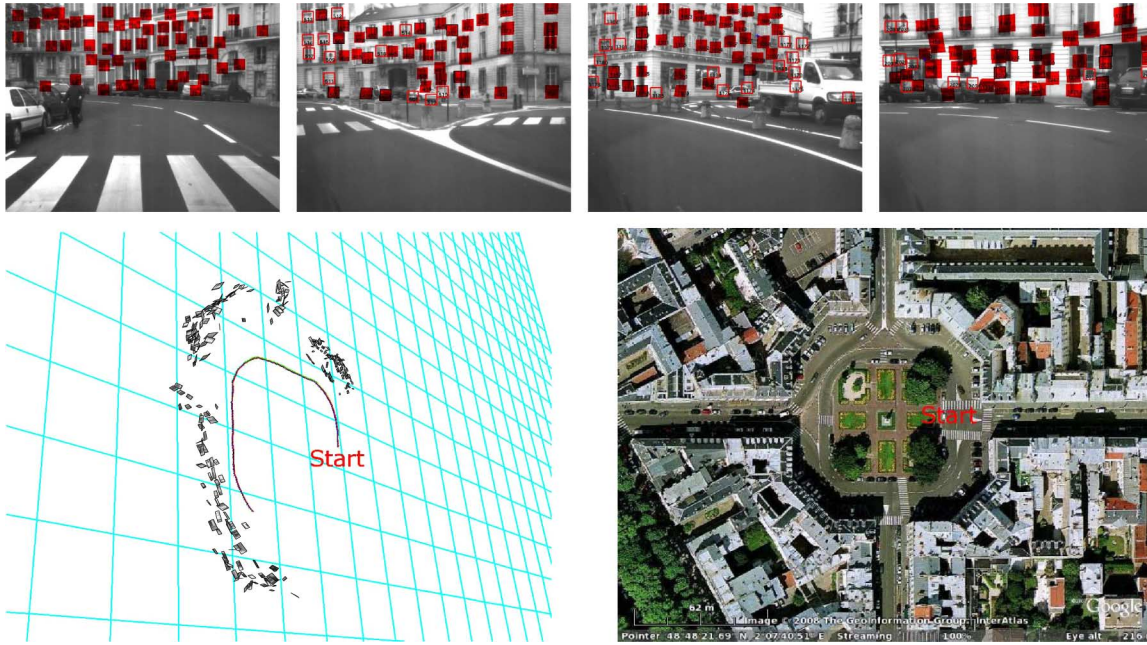 Start
Start
62 m
Image © 2008 The GeoInformation Group, InterAtlas
Google
Pointer 48°48'21.69" N 2°07'40.51" E Streaming 100% Eye alt 216